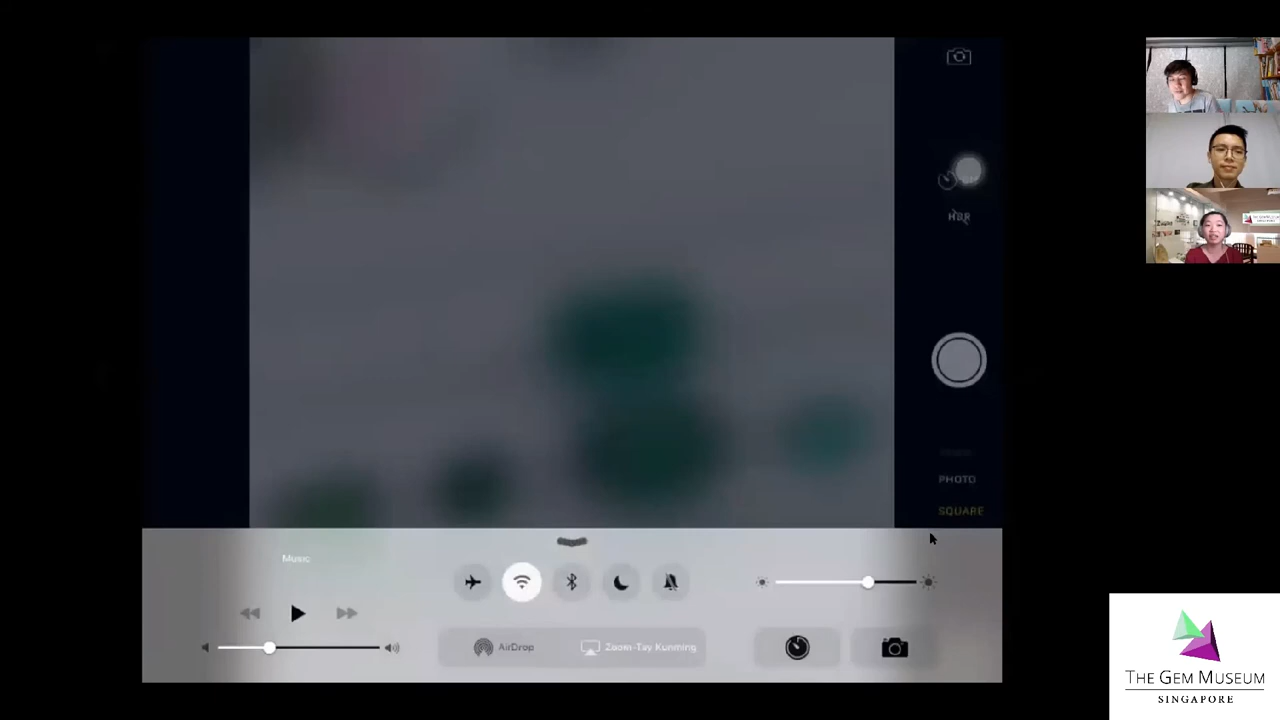 HDR
PHOTO
SQUARE
Music
AirDrop
Zoom-Tay Kunming
THE GEM MUSEUM
SINGAPORE